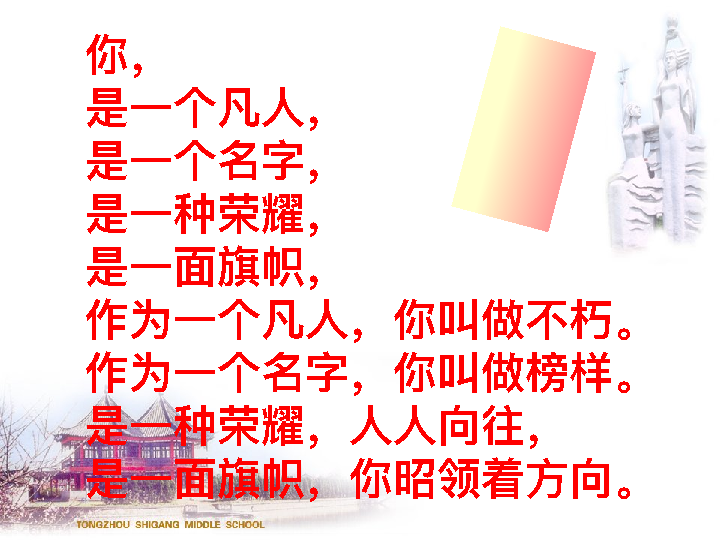 你，
是一个凡人，
是一个名字，
是一种荣耀，
是一面旗帜，
作为一个凡人，你叫做不朽。
作为一个名字，你叫做榜样。
是一种荣耀，人人向往，
是一面旗帜，你昭领着方向。
TONGZHOU SHIGANG MIDDLE SCHOOL